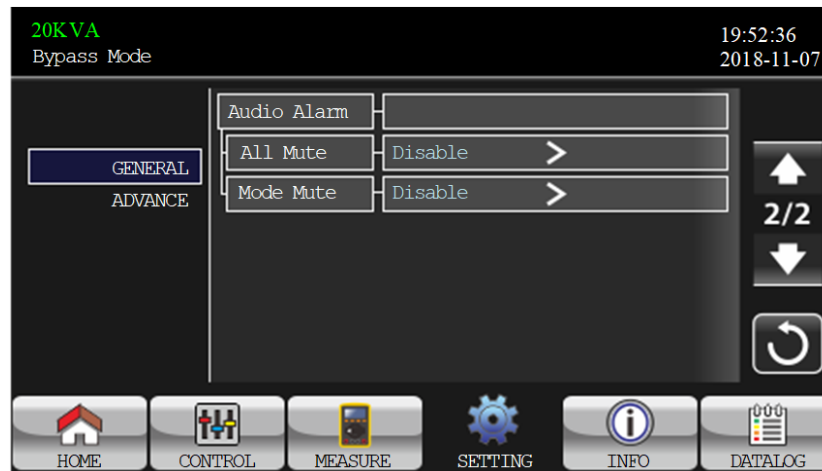 20KVA
Bypass Mode
19:52:36
2018-11-07
GENERAL
ADVANCE
Audio Alarm
All Mute Disable >
Mode Mute Disable >
2/2
HOME CONTROL MEASURE SETTING INFO DATALOG